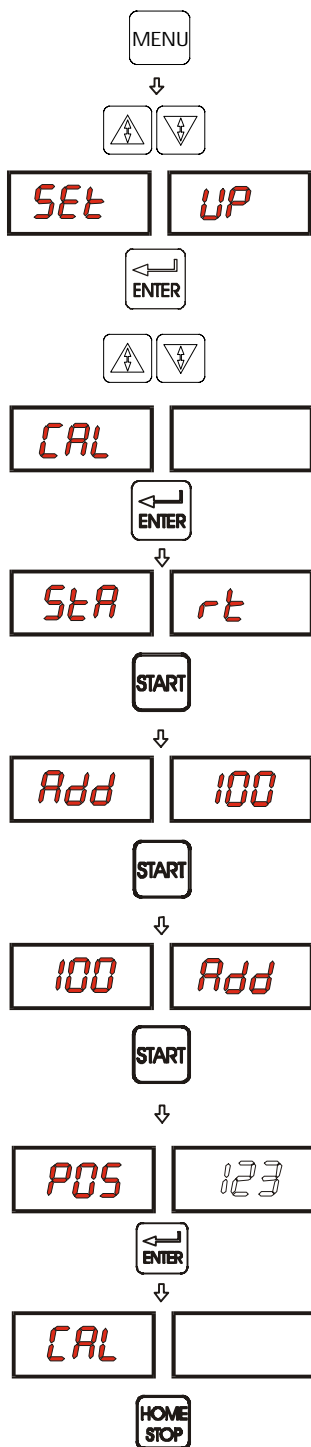 MENU
SEt UP
ENTER
CAL
ENTER
StA rt
START
Add 100
START
100 Add
START
POS 123
ENTER
CAL
HOME
STOP